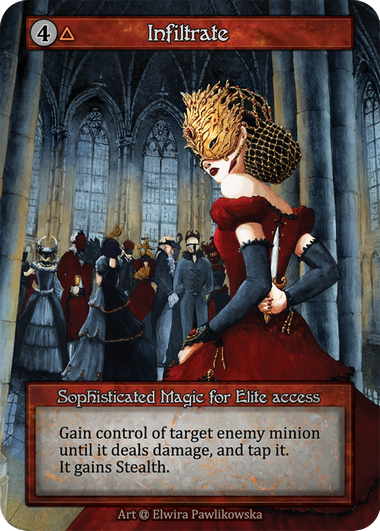 4
Infiltrate
Sophisticated Magic for Elite access
Gain control of target enemy minion
until it deals damage, and tap it.
It gains Stealth.
Art @ Elwira Pawlikowska